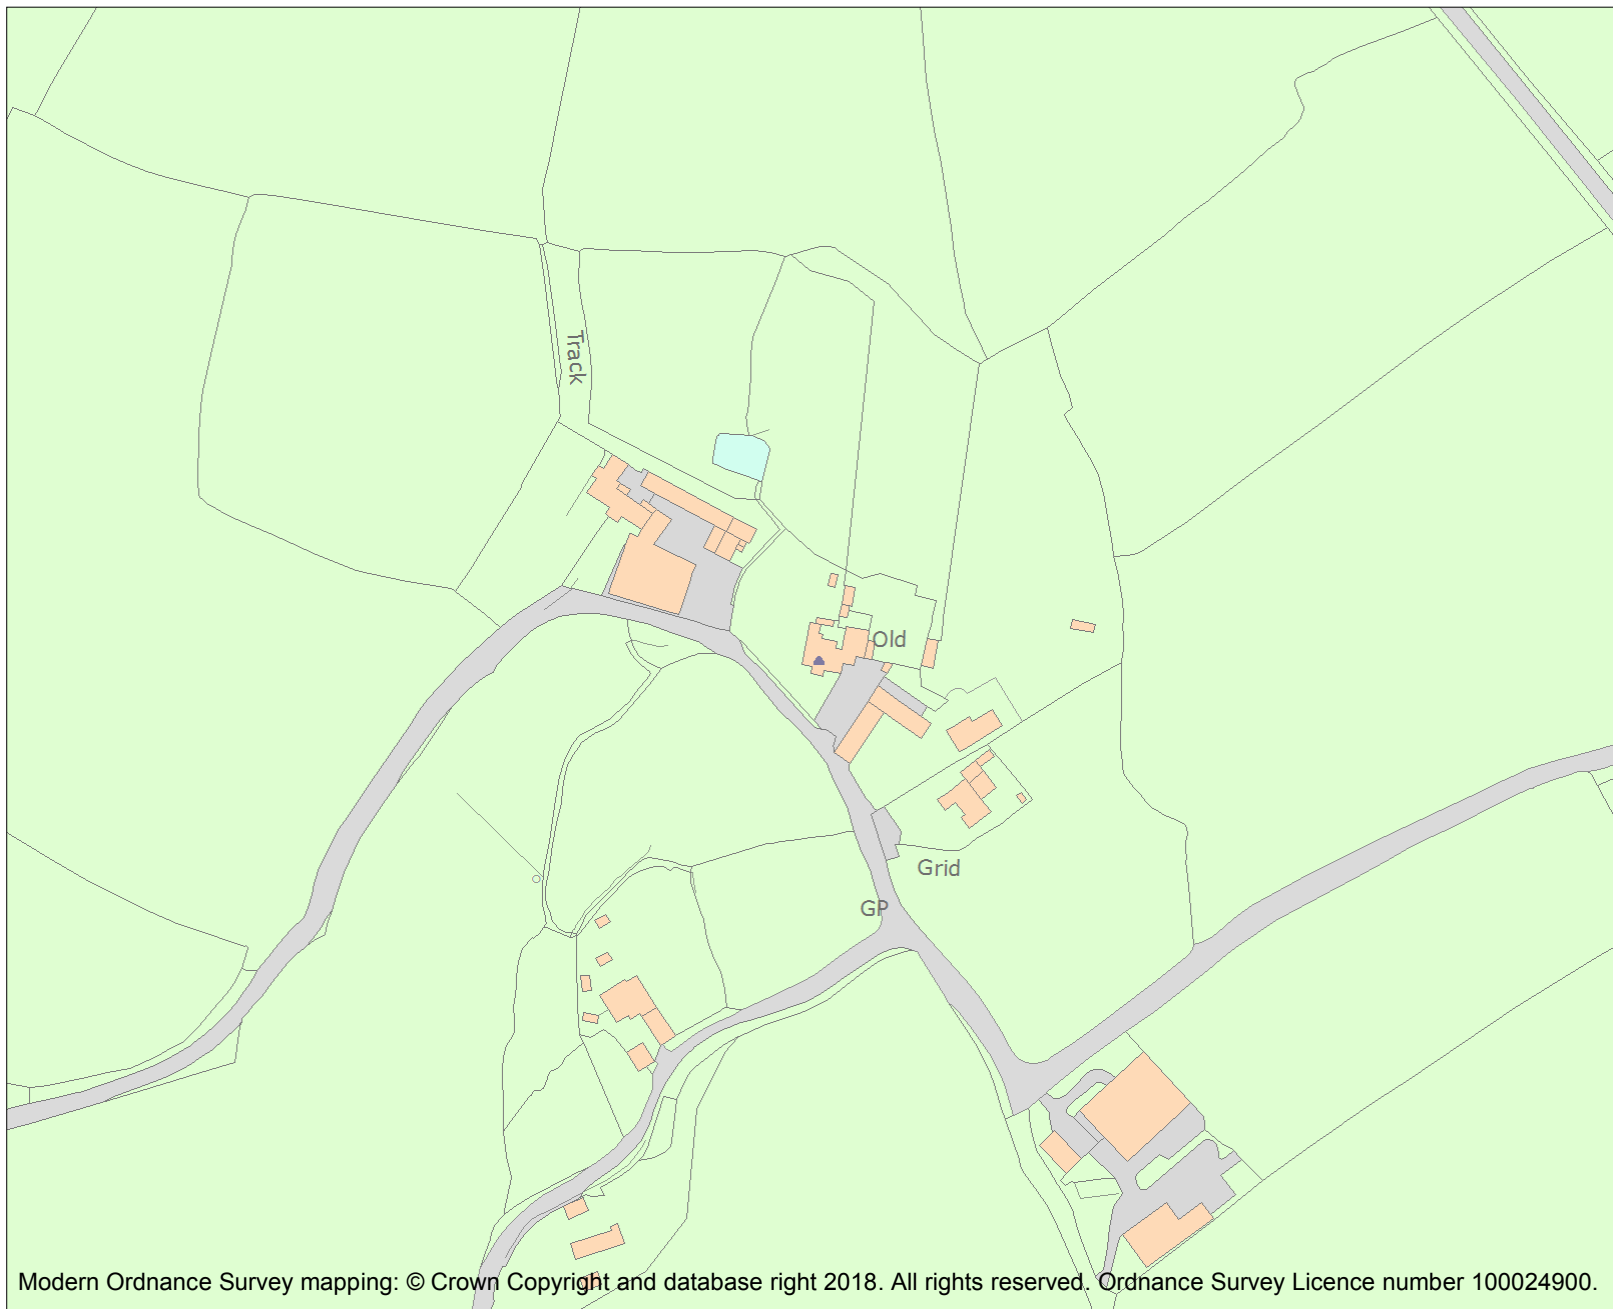 Track
Old
Grid
GP
Modern Ordnance Survey mapping: © Crown Copyright and database right 2018. All rights reserved. Ordnance Survey Licence number 100024900.